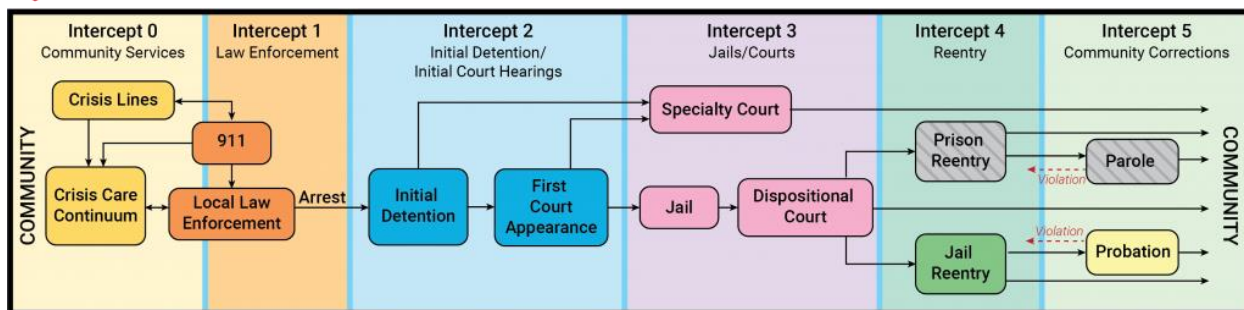 Intercept 0
Community Services
Intercept 1
Law Enforcement
Intercept 2
Initial Detention/
Initial Court Hearings
Intercept 3
Jails/Courts
Intercept 4
Reentry
Intercept 5
Community Corrections
COMMUNITY
Crisis Lines
911
Crisis Care
Continuum
Local Law
Enforcement
Arrest
Initial
Detention
First
Court
Appearance
Specialty Court
Jail
Dispositional
Court
Prison
Reentry
Parole
Violation
Jail
Reentry
Violation
Probation
COMMUNITY